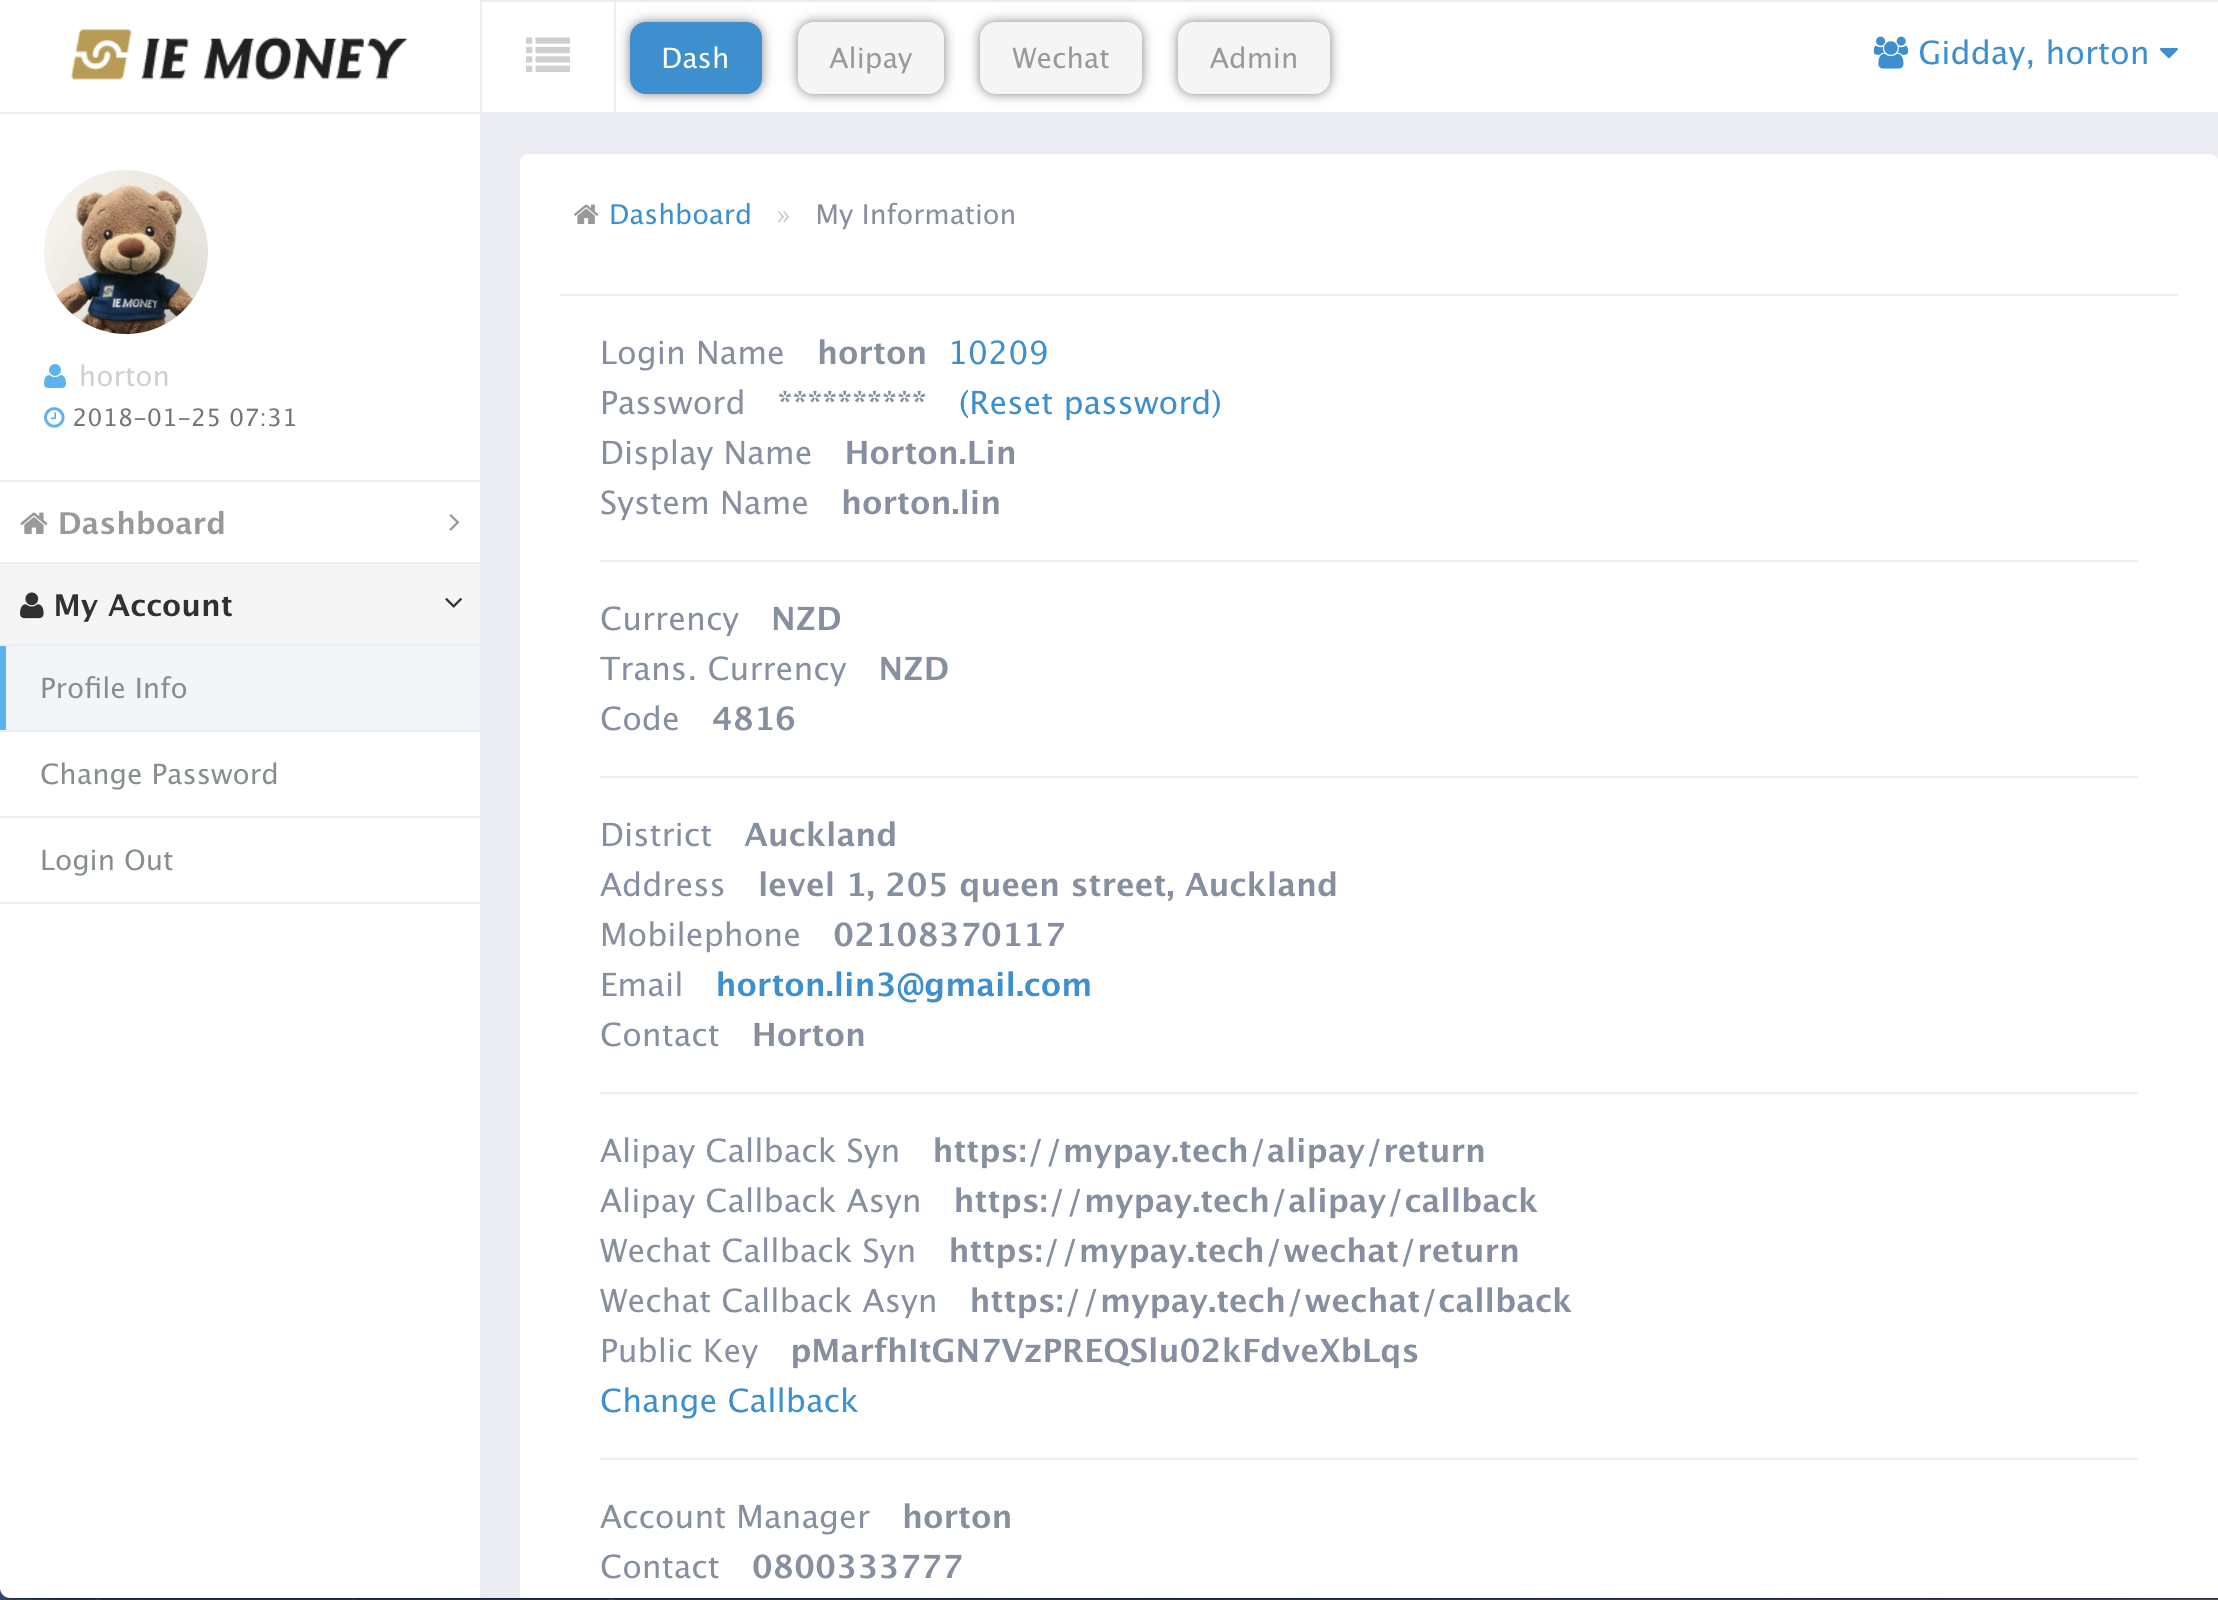 IE MONEY
Dash
Alipay
Wechat
Admin
Gidday, horton
IE MONEY
horton
2018-01-25 07:31
Dashboard
My Account
Profile Info
Change Password
Login Out
Dashboard » My Information
Login Name horton 10209
Password ********** (Reset password)
Display Name Horton.Lin
System Name horton.lin
Currency NZD
Trans. Currency NZD
Code 4816
District Auckland
Address level 1, 205 queen street, Auckland
Mobilephone 02108370117
Email horton.lin3@gmail.com
Contact Horton
Alipay Callback Syn https://mypay.tech/alipay/return
Alipay Callback Asyn https://mypay.tech/alipay/callback
Wechat Callback Syn https://mypay.tech/wechat/return
Wechat Callback Asyn https://mypay.tech/wechat/callback
Public Key pMarfhItGN7VzPREQSlu02kFdveXbLqs
Change Callback
Account Manager horton
Contact 0800333777